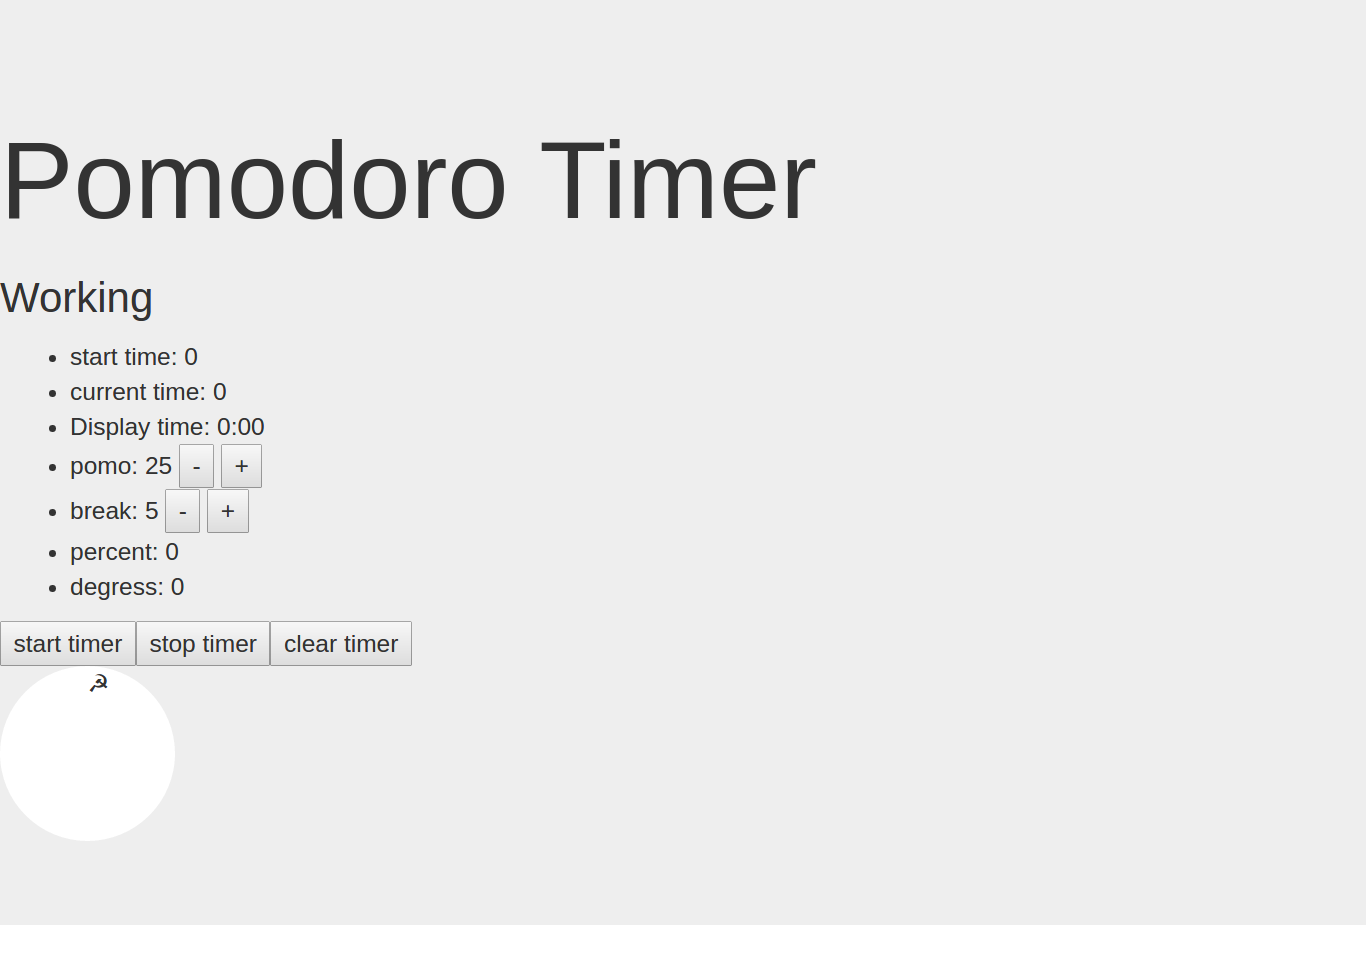 Pomodoro Timer
Working
start time: 0
current time: 0
Display time: 0:00
pomo: 25 - +
break: 5 - +
percent: 0
degress: 0
start timer stop timer clear timer
☭